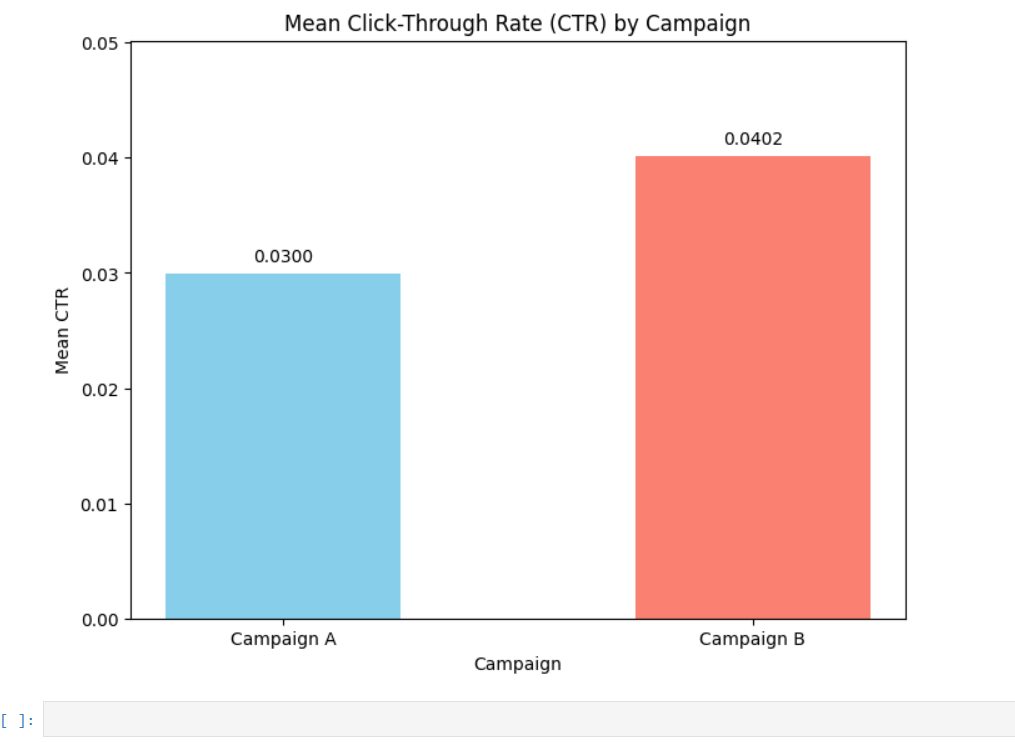 Mean Click-Through Rate (CTR) by Campaign
0.05
0.04
0.03
0.02
0.01
0.00
Mean CTR
0.0300
0.0402
Campaign A
Campaign B
Campaign
[ ]: